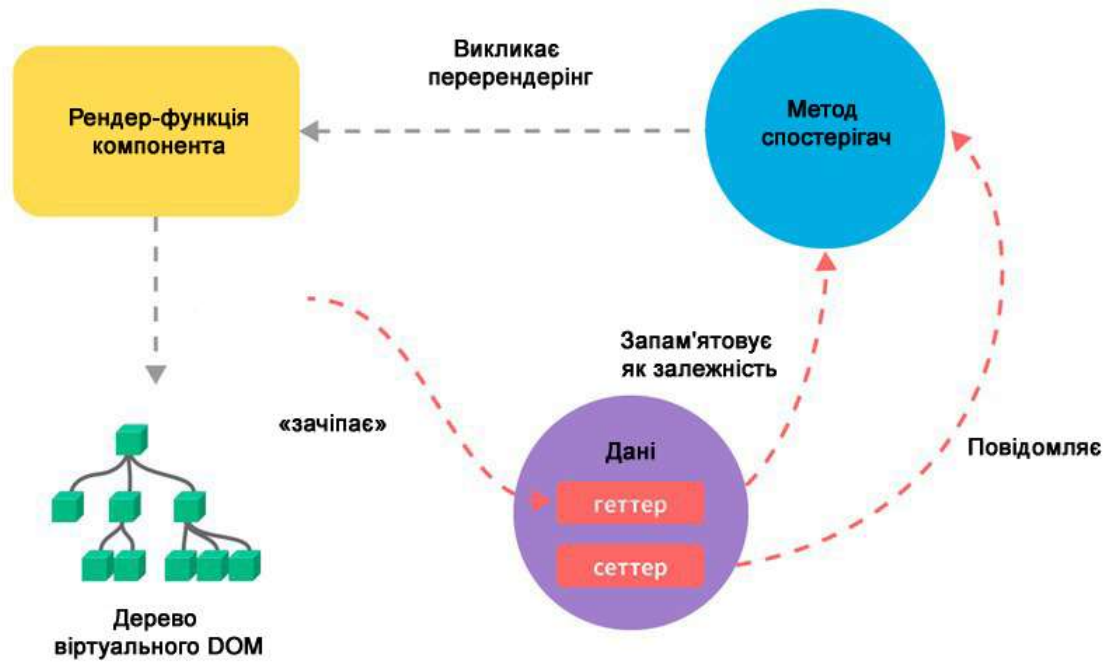 Викликає
перерендерінг
Рендер-функція
компонента
Метод
спостерігач
Запам'ятовує
як залежність
«зачіпає»
Дані
Повідомляє
геттер
сеттер
Дерево
віртуального DOM